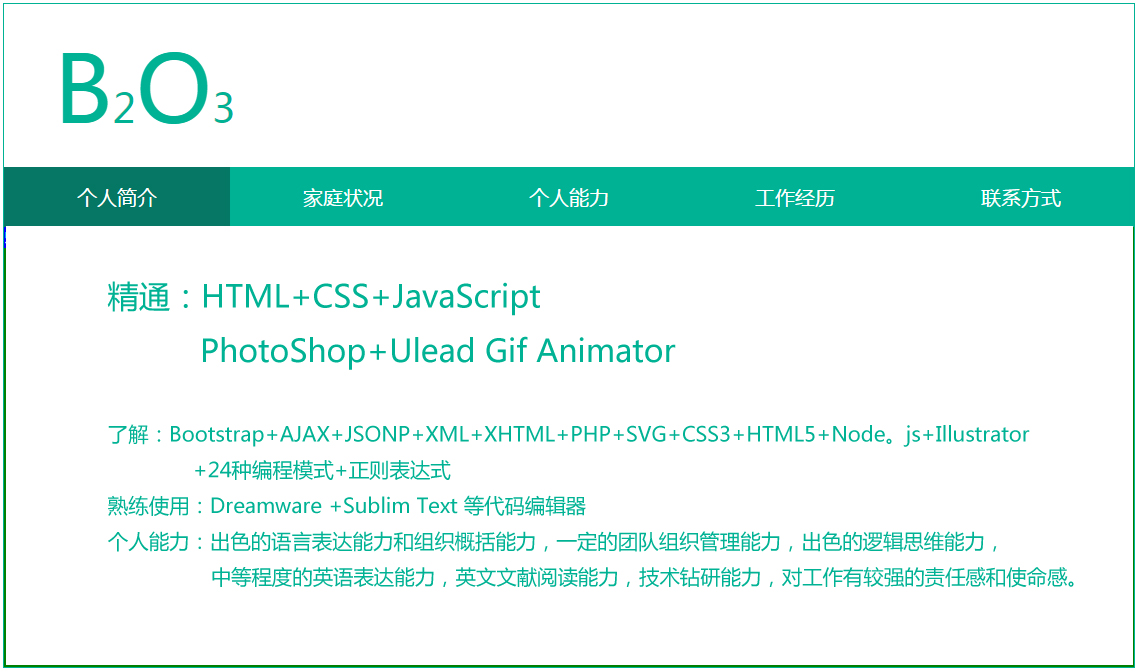 B2O3
个人简介 家庭状况 个人能力 工作经历 联系方式
精通：HTML+CSS+JavaScript
PhotoShop+Ulead Gif Animator
了解：Bootstrap+AJAX+JSONP+XML+XHTML+PHP+SVG+CSS3+HTML5+Node。js+Illustrator
+24种编程模式+正则表达式
熟练使用：Dreamware +Sublim Text 等代码编辑器
个人能力：出色的语言表达能力和组织概括能力，一定的团队组织管理能力，出色的逻辑思维能力，
中等程度的英语表达能力，英文文献阅读能力，技术钻研能力，对工作有较强的责任感和使命感。